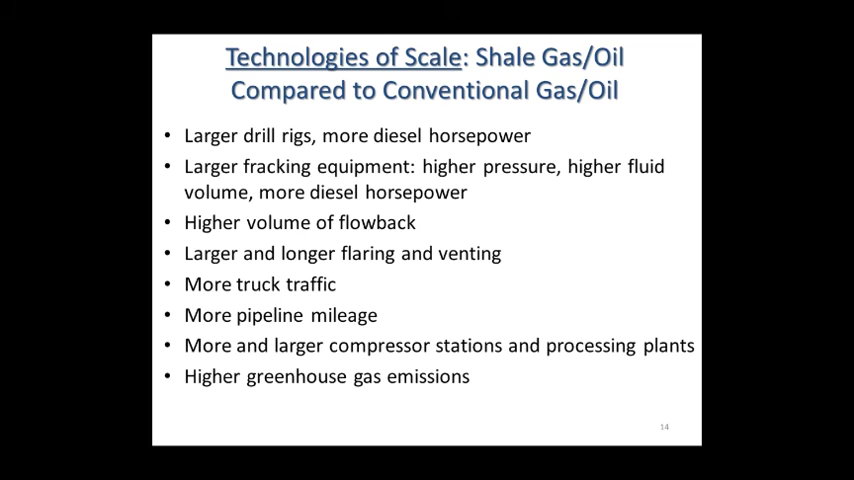 Technologies of Scale: Shale Gas/Oil
Compared to Conventional Gas/Oil
• Larger drill rigs, more diesel horsepower
• Larger fracking equipment: higher pressure, higher fluid
volume, more diesel horsepower
• Higher volume of flowback
• Larger and longer flaring and venting
• More truck traffic
• More pipeline mileage
• More and larger compressor stations and processing plants
• Higher greenhouse gas emissions
14